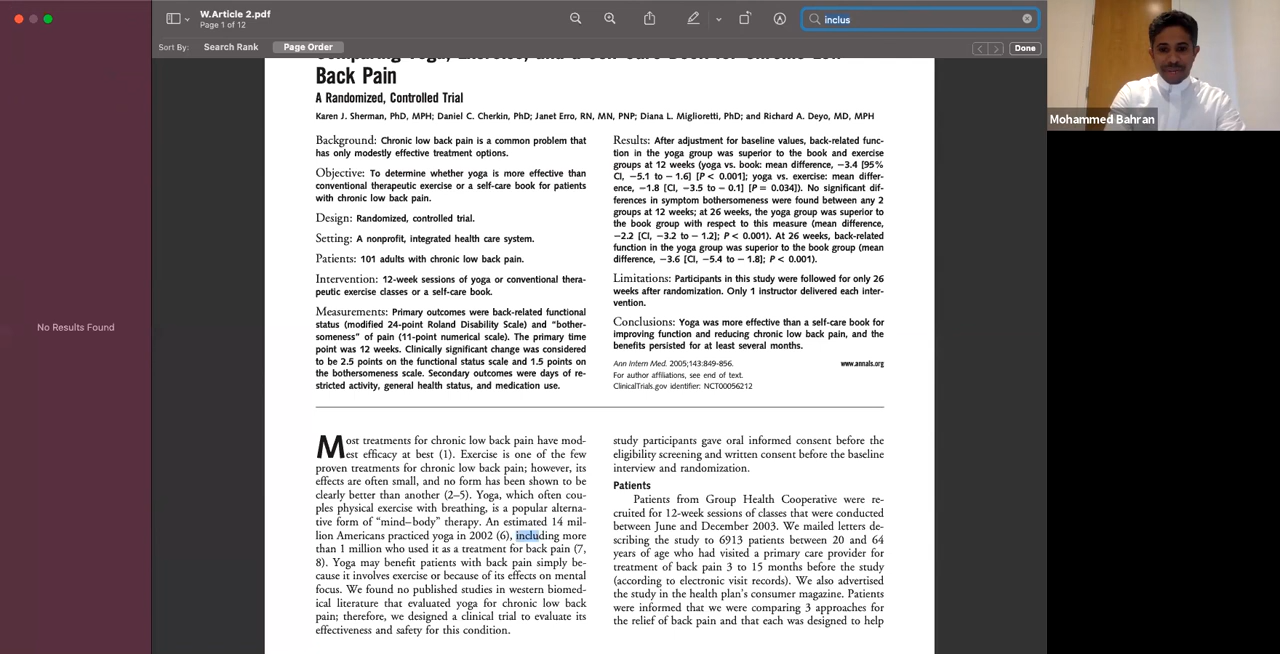 W.Article 2.pdf
Page 1 of 12
inclus
Sort By:
Search Rank
Page Order
Done
Mohammed Bahran
No Results Found
Back Pain
A Randomized, Controlled Trial
Karen J. Sherman, PhD, MPH; Daniel C. Cherkin, PhD; Janet Erro, RN, MN, PNP; Diana L. Miglioretti, PhD; and Richard A. Deyo, MD, MPH
Background: Chronic low back pain is a common problem that
has only modestly effective treatment options.
Objective: To determine whether yoga is more effective than
conventional therapeutic exercise or a self-care book for patients
with chronic low back pain.
Design: Randomized, controlled trial.
Setting: A nonprofit, integrated health care system.
Patients: 101 adults with chronic low back pain.
Intervention: 12-week sessions of yoga or conventional thera-
peutic exercise classes or a self-care book.
Measurements: Primary outcomes were back-related functional
status (modified 24-point Roland Disability Scale) and “bother-
someness” of pain (11-point numerical scale). The primary time
point was 12 weeks. Clinically significant change was considered
to be 2.5 points on the functional status scale and 1.5 points on
the bothersomeness scale. Secondary outcomes were days of re-
stricted activity, general health status, and medication use.
Results: After adjustment for baseline values, back-related func-
tion in the yoga group was superior to the book and exercise
groups at 12 weeks (yoga vs. book: mean difference, −3.4 [95%
CI, −5.1 to − 1.6] [P < 0.001]; yoga vs. exercise: mean differ-
ence, −1.8 [CI, −3.5 to − 0.1] [P = 0.034]). No significant dif-
ferences in symptom bothersomeness were found between any 2
groups at 12 weeks; at 26 weeks, the yoga group was superior to
the book group with respect to this measure (mean difference,
−2.2 [CI, −3.2 to − 1.2]; P < 0.001). At 26 weeks, back-related
function in the yoga group was superior to the book group (mean
difference, −3.6 [CI, −5.4 to − 1.8]; P < 0.001).
Limitations: Participants in this study were followed for only 26
weeks after randomization. Only 1 instructor delivered each inter-
vention.
Conclusions: Yoga was more effective than a self-care book for
improving function and reducing chronic low back pain, and the
benefits persisted for at least several months.
Ann Intern Med. 2005;143:849-856.
www.annals.org
For author affiliations, see end of text.
ClinicalTrials.gov identifier: NCT00056212
Most treatments for chronic low back pain have mod-
est efficacy at best (1). Exercise is one of the few
proven treatments for chronic low back pain; however, its
effects are often small, and no form has been shown to be
clearly better than another (2–5). Yoga, which often cou-
ples physical exercise with breathing, is a popular alterna-
tive form of “mind–body” therapy. An estimated 14 mil-
lion Americans practiced yoga in 2002 (6), including more
than 1 million who used it as a treatment for back pain (7,
8). Yoga may benefit patients with back pain simply be-
cause it involves exercise or because of its effects on mental
focus. We found no published studies in western biomed-
ical literature that evaluated yoga for chronic low back
pain; therefore, we designed a clinical trial to evaluate its
effectiveness and safety for this condition.
study participants gave oral informed consent before the
eligibility screening and written consent before the baseline
interview and randomization.
Patients
Patients from Group Health Cooperative were re-
cruited for 12-week sessions of classes that were conducted
between June and December 2003. We mailed letters de-
scribing the study to 6913 patients between 20 and 64
years of age who had visited a primary care provider for
treatment of back pain 3 to 15 months before the study
(according to electronic visit records). We also advertised
the study in the health plan’s consumer magazine. Patients
were informed that we were comparing 3 approaches for
the relief of back pain and that each was designed to help